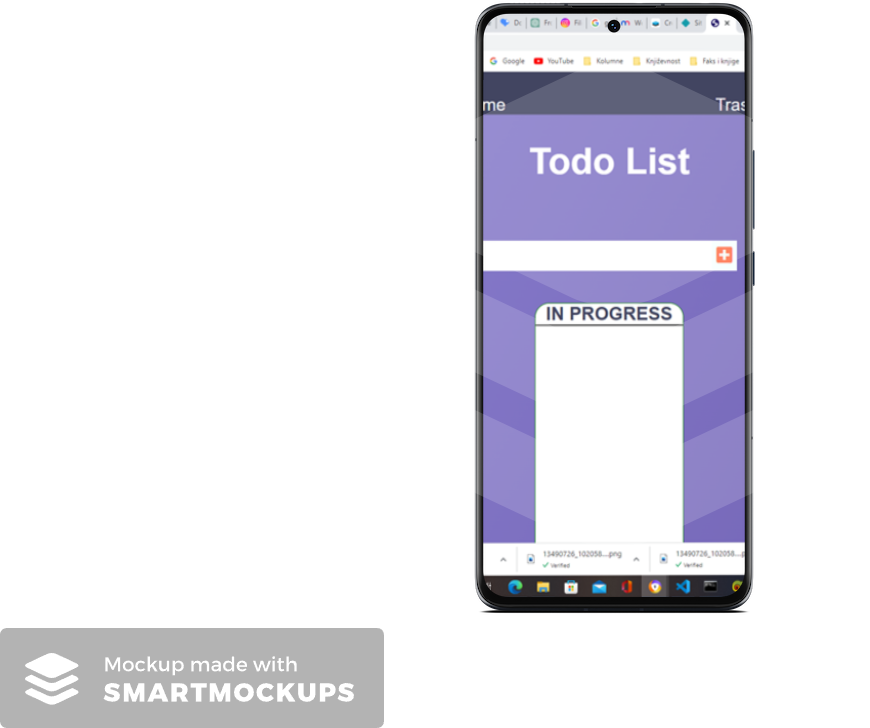 Google YouTube Kolumne Književnost Faks i knjige
me Tras
Todo List
IN PROGRESS
13490726_102058....png 13490726_102058....p
Verified Verified
Mockup made with
SMARTMOCKUPS